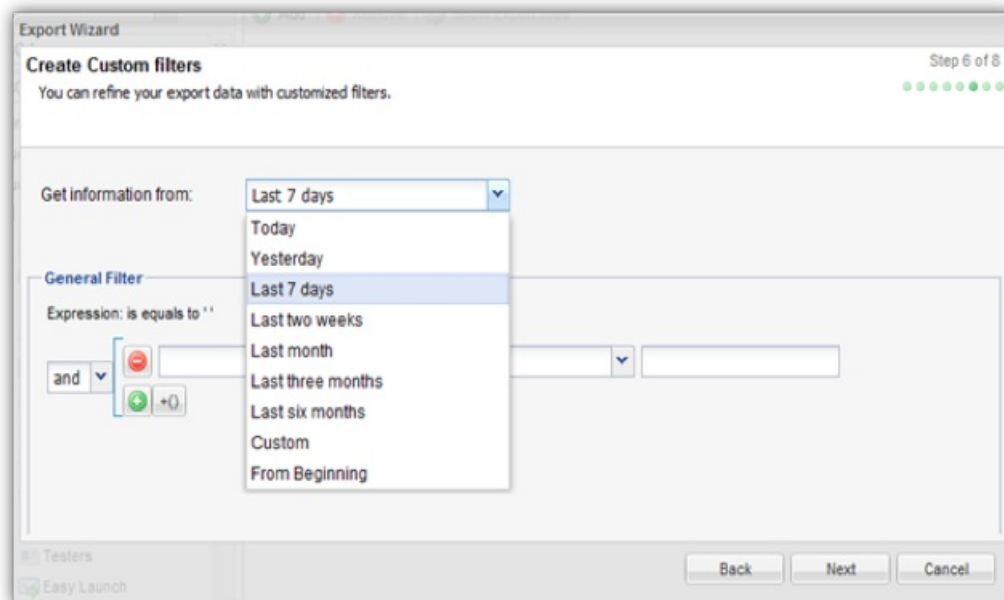 Add Remove
Export Wizard
Create Custom filters
Step 6 of 8
You can refine your export data with customized filters.
Get information from:
Last 7 days
Today
Yesterday
Last 7 days
Last two weeks
Last month
Last three months
Last six months
Custom
From Beginning
General Filter
Expression: is equals to ' '
and
+()
Testers
Easy Launch
Back
Next
Cancel